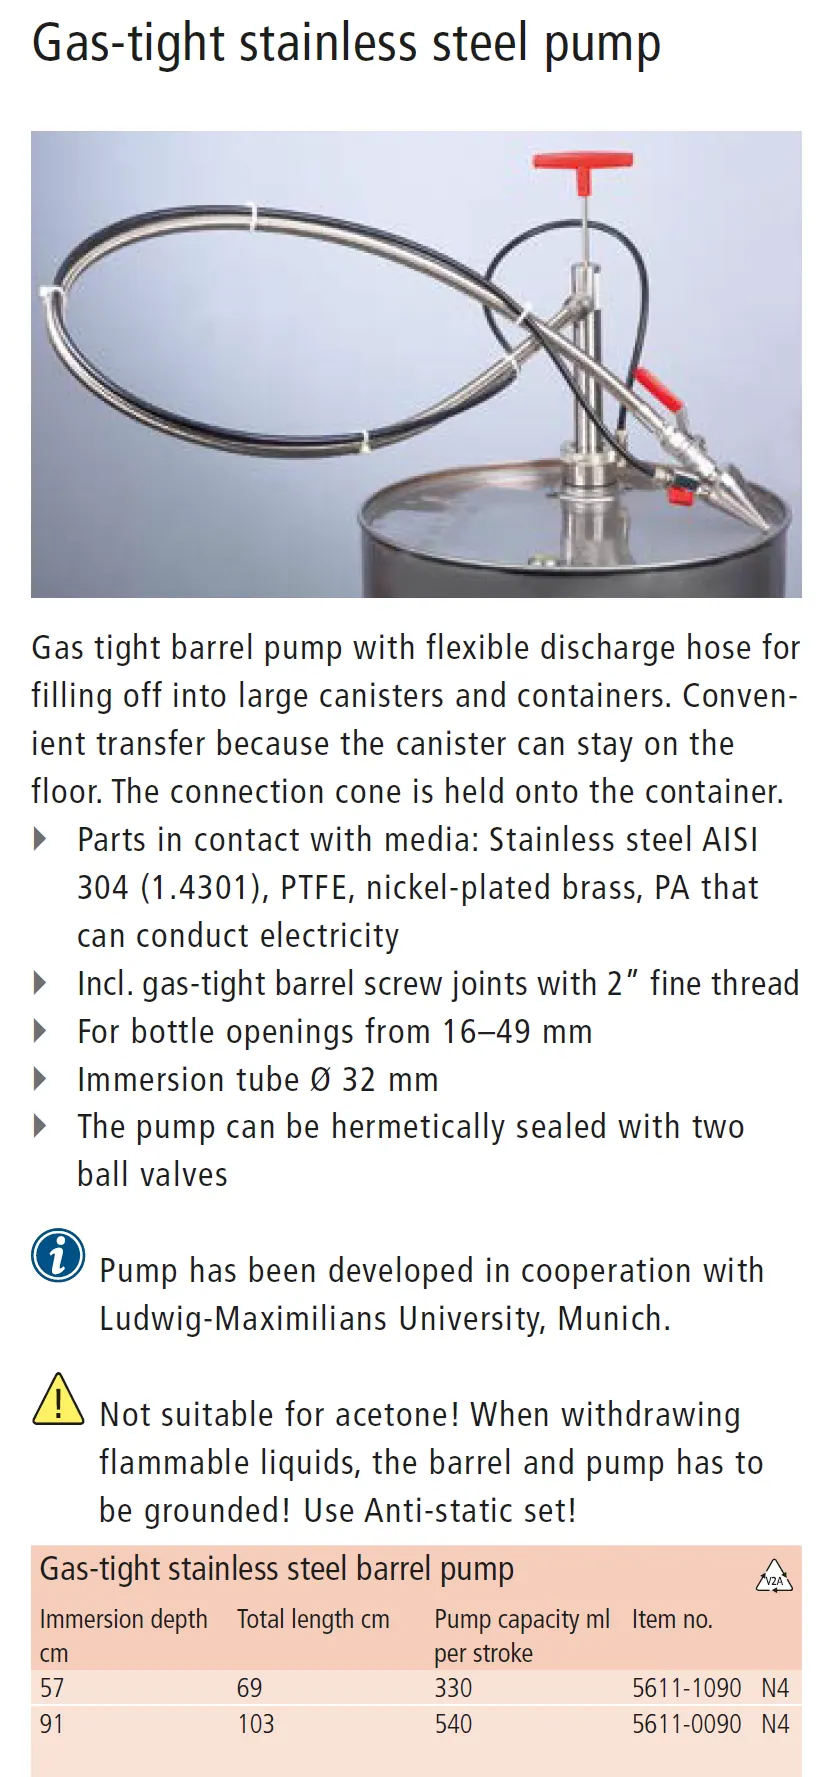 Gas-tight stainless steel pump
Gas tight barrel pump with flexible discharge hose for
filling off into large canisters and containers. Conven-
ient transfer because the canister can stay on the
floor. The connection cone is held onto the container.
Parts in contact with media: Stainless steel AISI
304 (1.4301), PTFE, nickel-plated brass, PA that
can conduct electricity
Incl. gas-tight barrel screw joints with 2” fine thread
For bottle openings from 16–49 mm
Immersion tube Ø 32 mm
The pump can be hermetically sealed with two
ball valves
Pump has been developed in cooperation with
Ludwig-Maximilians University, Munich.
Not suitable for acetone! When withdrawing
flammable liquids, the barrel and pump has to
be grounded! Use Anti-static set!
Gas-tight stainless steel barrel pump
V2A
Immersion depth cm Total length cm Pump capacity ml per stroke Item no.
57 69 330 5611-1090 N4
91 103 540 5611-0090 N4